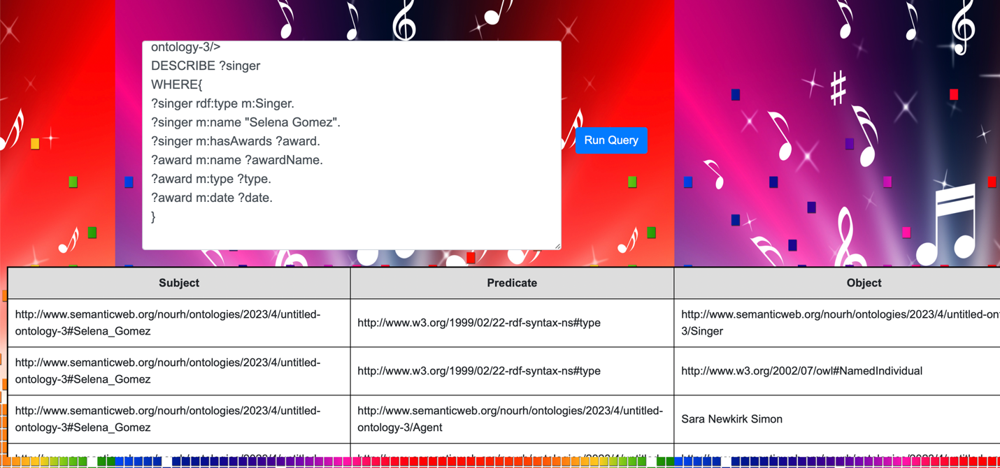 ontology-3/>
DESCRIBE ?singer
WHERE{
?singer rdf:type m:Singer.
?singer m:name "Selena Gomez".
?singer m:hasAwards ?award.
?award m:name ?awardName.
?award m:type ?type.
?award m:date ?date.
}
Run Query
Subject Predicate Object
http://www.semanticweb.org/nourh/ontologies/2023/4/untitled-
ontology-3#Selena_Gomez
http://www.w3.org/1999/02/22-rdf-syntax-ns#type
http://www.semanticweb.org/nourh/ontologies/2023/4/untitled-ont
3/Singer
http://www.semanticweb.org/nourh/ontologies/2023/4/untitled-
ontology-3#Selena_Gomez
http://www.w3.org/1999/02/22-rdf-syntax-ns#type
http://www.w3.org/2002/07/owl#NamedIndividual
http://www.semanticweb.org/nourh/ontologies/2023/4/untitled-
ontology-3#Selena_Gomez
http://www.semanticweb.org/nourh/ontologies/2023/4/untitled-
ontology-3/Agent
Sara Newkirk Simon